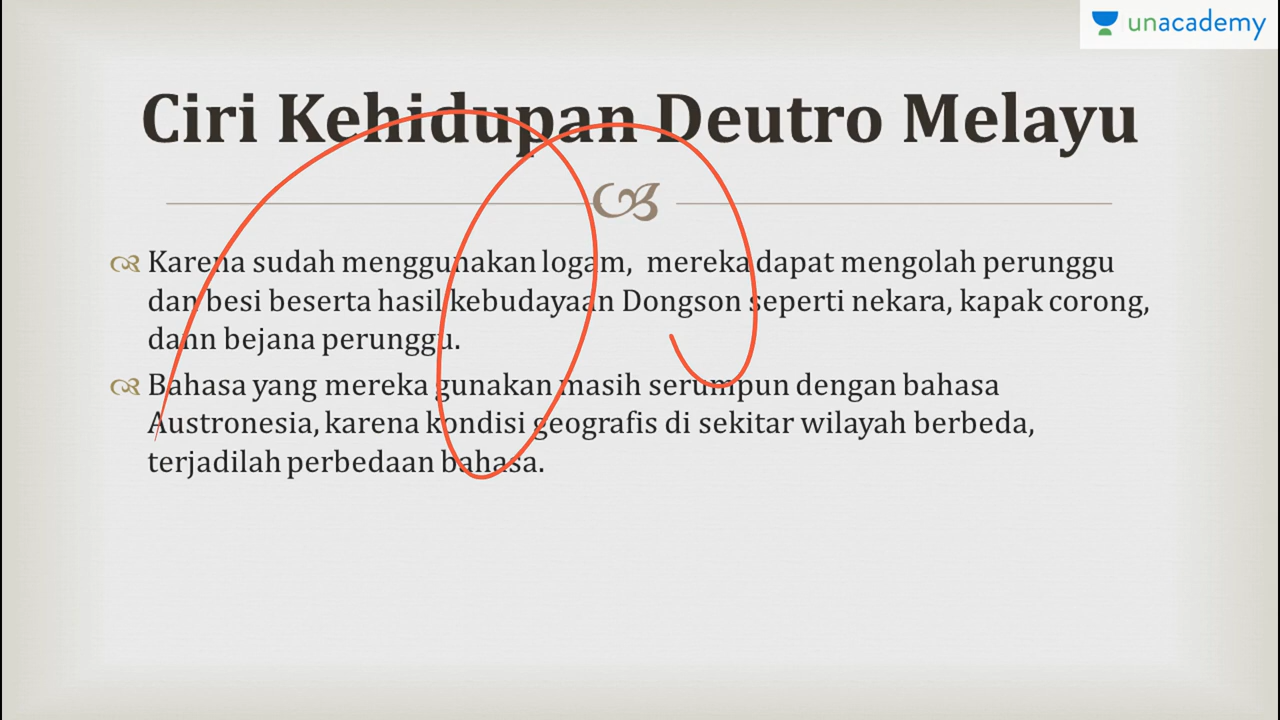 unacademy
Ciri Kehidupan Deutro Melayu
Karena sudah menggunakan logam, mereka dapat mengolah perunggu
dan besi beserta hasil kebudayaan Dongson seperti nekara, kapak corong,
dann bejana perunggu.
Bahasa yang mereka gunakan masih serumpun dengan bahasa
Austronesia, karena kondisi geografis di sekitar wilayah berbeda,
terjadilah perbedaan bahasa.